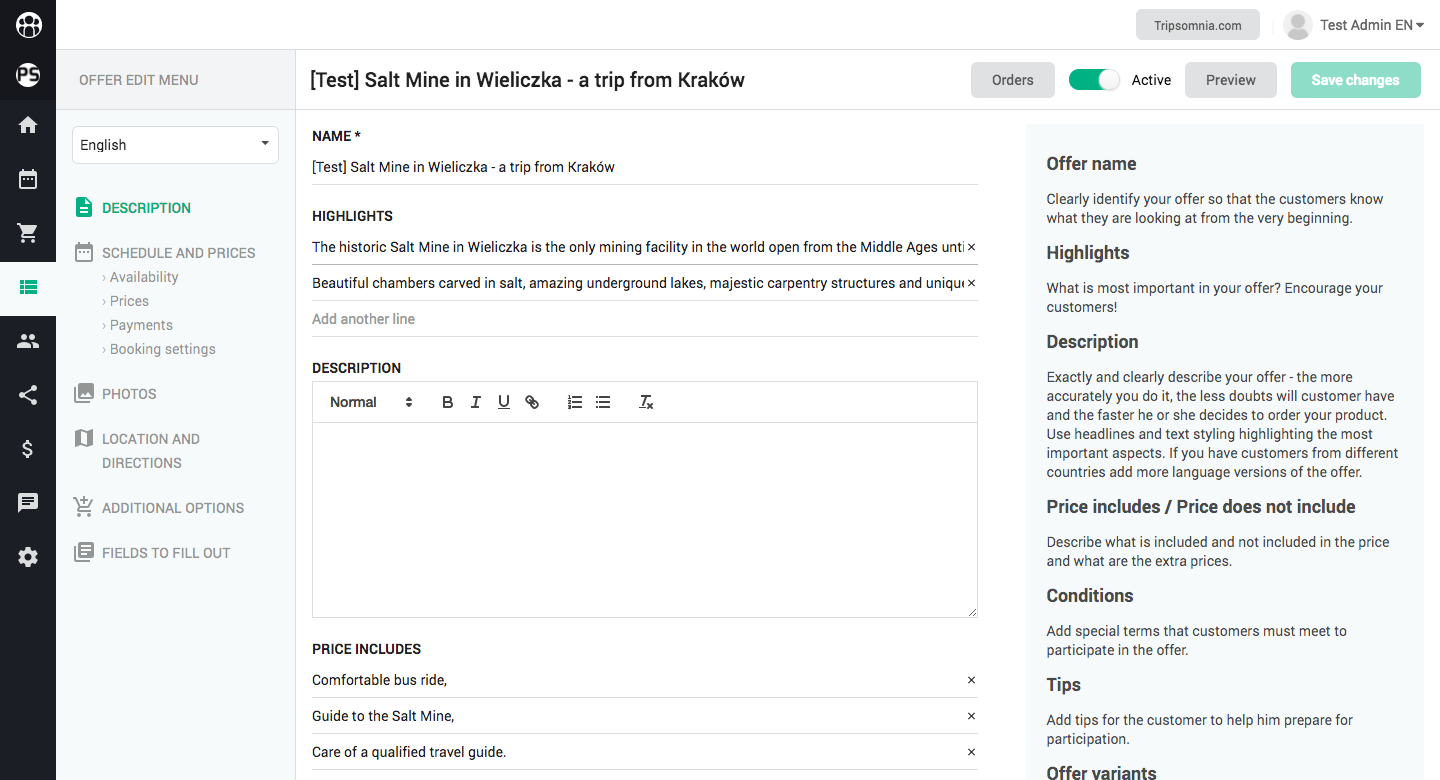 Tripsomnia.com
Test Admin EN
PS
OFFER EDIT MENU
[Test] Salt Mine in Wieliczka - a trip from Kraków
Orders
Active
Preview
Save changes
English
DESCRIPTION
SCHEDULE AND PRICES
› Availability
› Prices
› Payments
› Booking settings
PHOTOS
LOCATION AND
DIRECTIONS
ADDITIONAL OPTIONS
FIELDS TO FILL OUT
NAME *
[Test] Salt Mine in Wieliczka - a trip from Kraków
HIGHLIGHTS
The historic Salt Mine in Wieliczka is the only mining facility in the world open from the Middle Ages unti ×
Beautiful chambers carved in salt, amazing underground lakes, majestic carpentry structures and unique ×
Add another line
DESCRIPTION
Normal B I U
PRICE INCLUDES
Comfortable bus ride, ×
Guide to the Salt Mine, ×
Care of a qualified travel guide. ×
Offer name
Clearly identify your offer so that the customers know
what they are looking at from the very beginning.
Highlights
What is most important in your offer? Encourage your
customers!
Description
Exactly and clearly describe your offer - the more
accurately you do it, the less doubts will customer have
and the faster he or she decides to order your product.
Use headlines and text styling highlighting the most
important aspects. If you have customers from different
countries add more language versions of the offer.
Price includes / Price does not include
Describe what is included and not included in the price
and what are the extra prices.
Conditions
Add special terms that customers must meet to
participate in the offer.
Tips
Add tips for the customer to help him prepare for
participation.
Offer variants